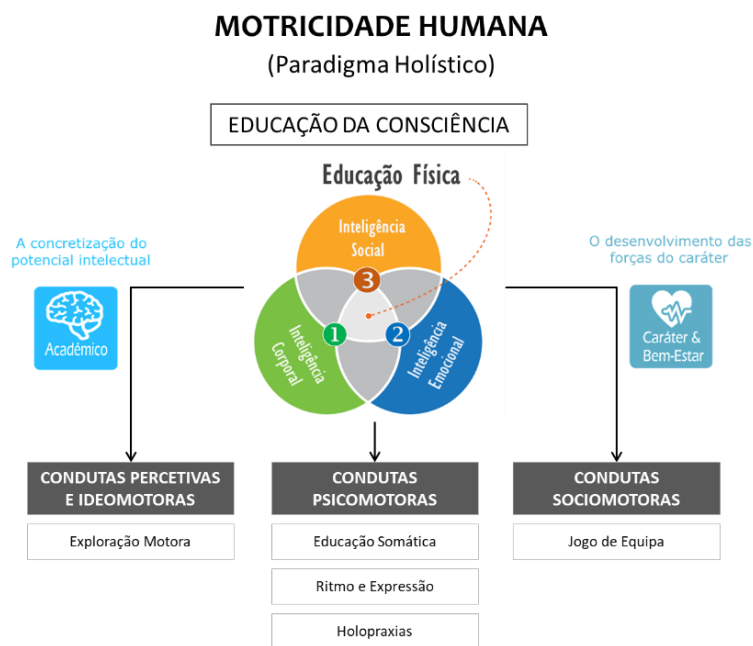 MOTRICIDADE HUMANA
(Paradigma Holístico)
EDUCAÇÃO DA CONSCIÊNCIA
Educação Física
Inteligência
Social
3
A concretização do
potencial intelectual
Académico
O desenvolvimento das
forças do caráter
Caráter &
Bem-Estar
1
2
Inteligência
Corporal
Inteligência
Emocional
CONDUTAS PERCETIVAS
E IDEOMOTORAS
Exploração Motora
CONDUTAS
PSICOMOTORAS
Educação Somática
Ritmo e Expressão
Holopraxias
CONDUTAS
SOCIOMOTORAS
Jogo de Equipa